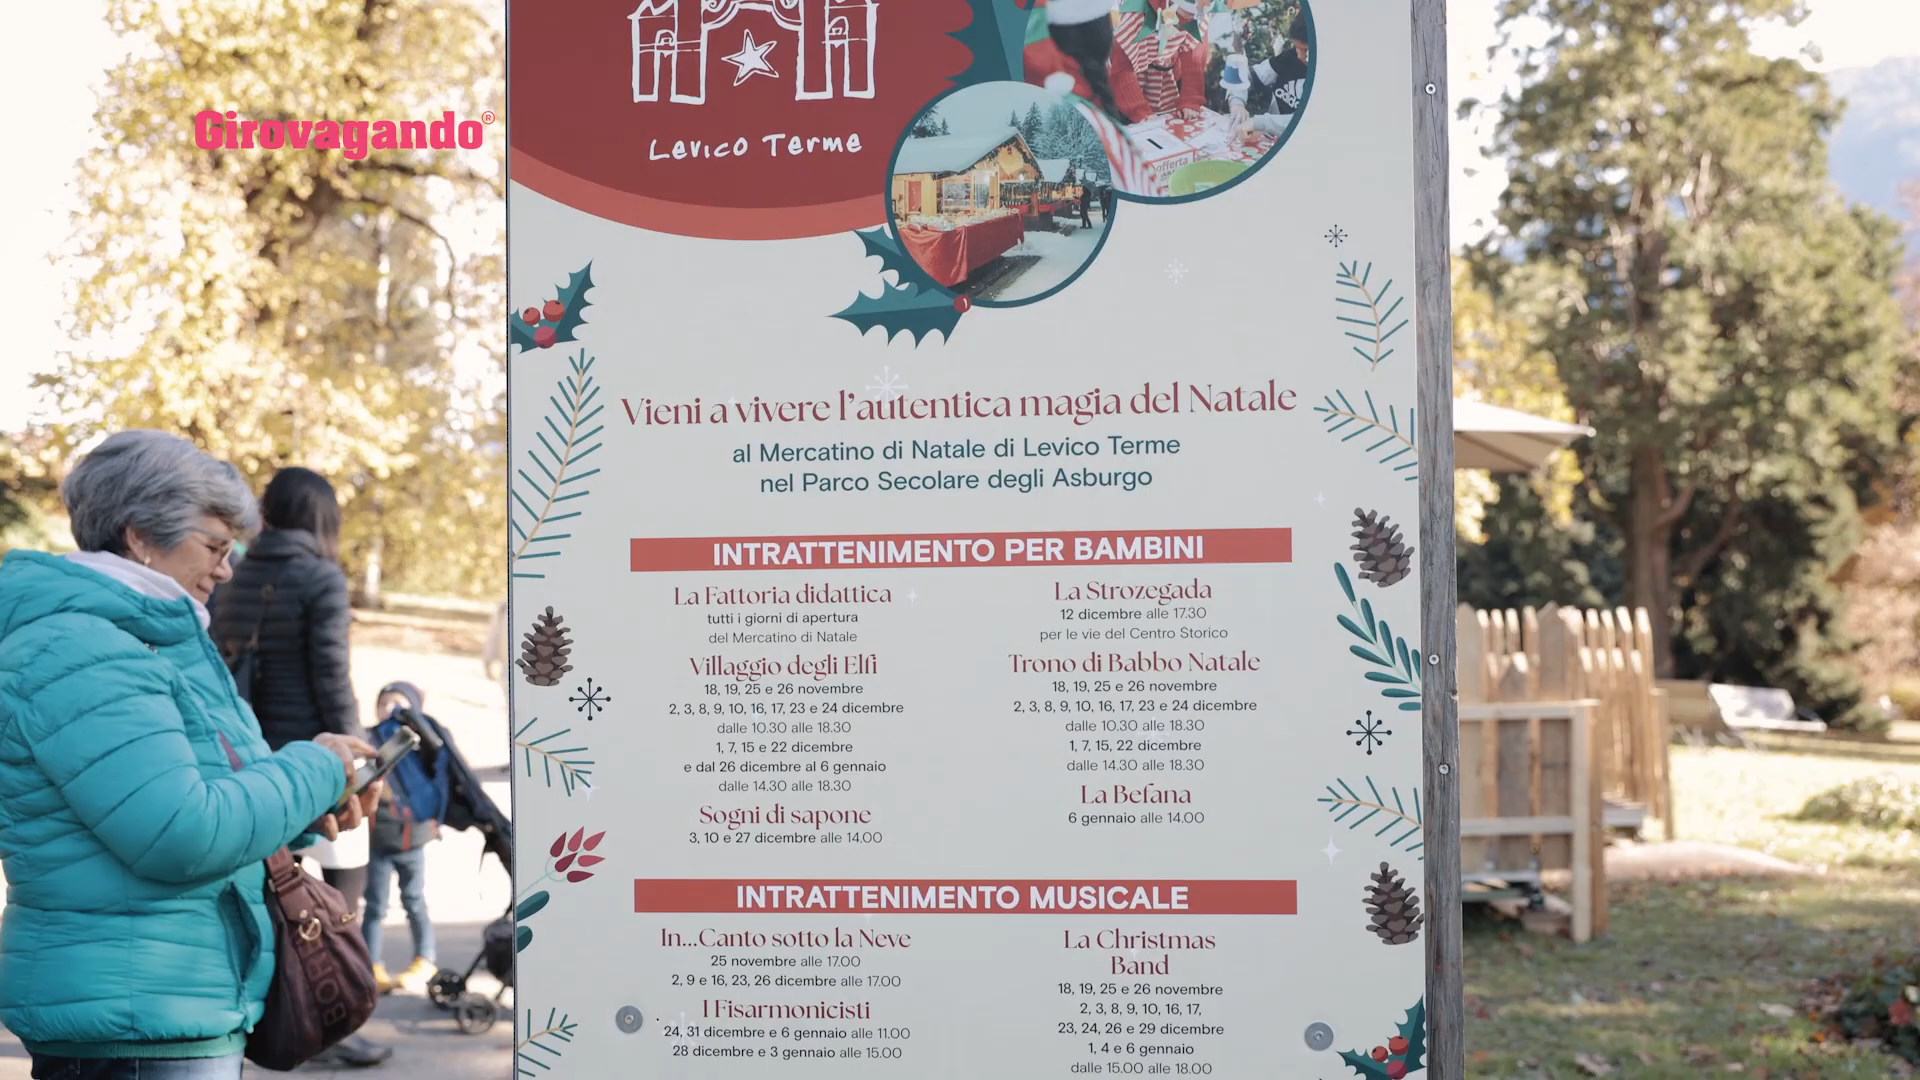 Girovagando®
Levico Terme
offerta
Vieni a vivere l'autentica magia del Natale
al Mercatino di Natale di Levico Terme
nel Parco Secolare degli Asburgo
INTRATTENIMENTO PER BAMBINI
La Fattoria didattica
tutti i giorni di apertura
del Mercatino di Natale
Villaggio degli Elfi
18, 19, 25 e 26 novembre
2, 3, 8, 9, 10, 16, 17, 23 e 24 dicembre
dalle 10.30 alle 18.30
1, 7, 15 e 22 dicembre
e dal 26 dicembre al 6 gennaio
dalle 14.30 alle 18.30
Sogni di sapone
3, 10 e 27 dicembre alle 14.00
La Strozegada
12 dicembre alle 17.30
per le vie del Centro Storico
Trono di Babbo Natale
18, 19, 25 e 26 novembre
2, 3, 8, 9, 10, 16, 17, 23 e 24 dicembre
dalle 10.30 alle 18.30
1, 7, 15, 22 dicembre
dalle 14.30 alle 18.30
La Befana
6 gennaio alle 14.00
INTRATTENIMENTO MUSICALE
In...Canto sotto la Neve
25 novembre alle 17.00
2, 9 e 16, 23, 26 dicembre alle 17.00
I Fisarmonicisti
24, 31 dicembre e 6 gennaio alle 11.00
28 dicembre e 3 gennaio alle 15.00
La Christmas
Band
18, 19, 25 e 26 novembre
2, 3, 8, 9, 10, 16, 17,
23, 24, 26 e 29 dicembre
1, 4 e 6 gennaio
dalle 15.00 alle 18.00
adidas